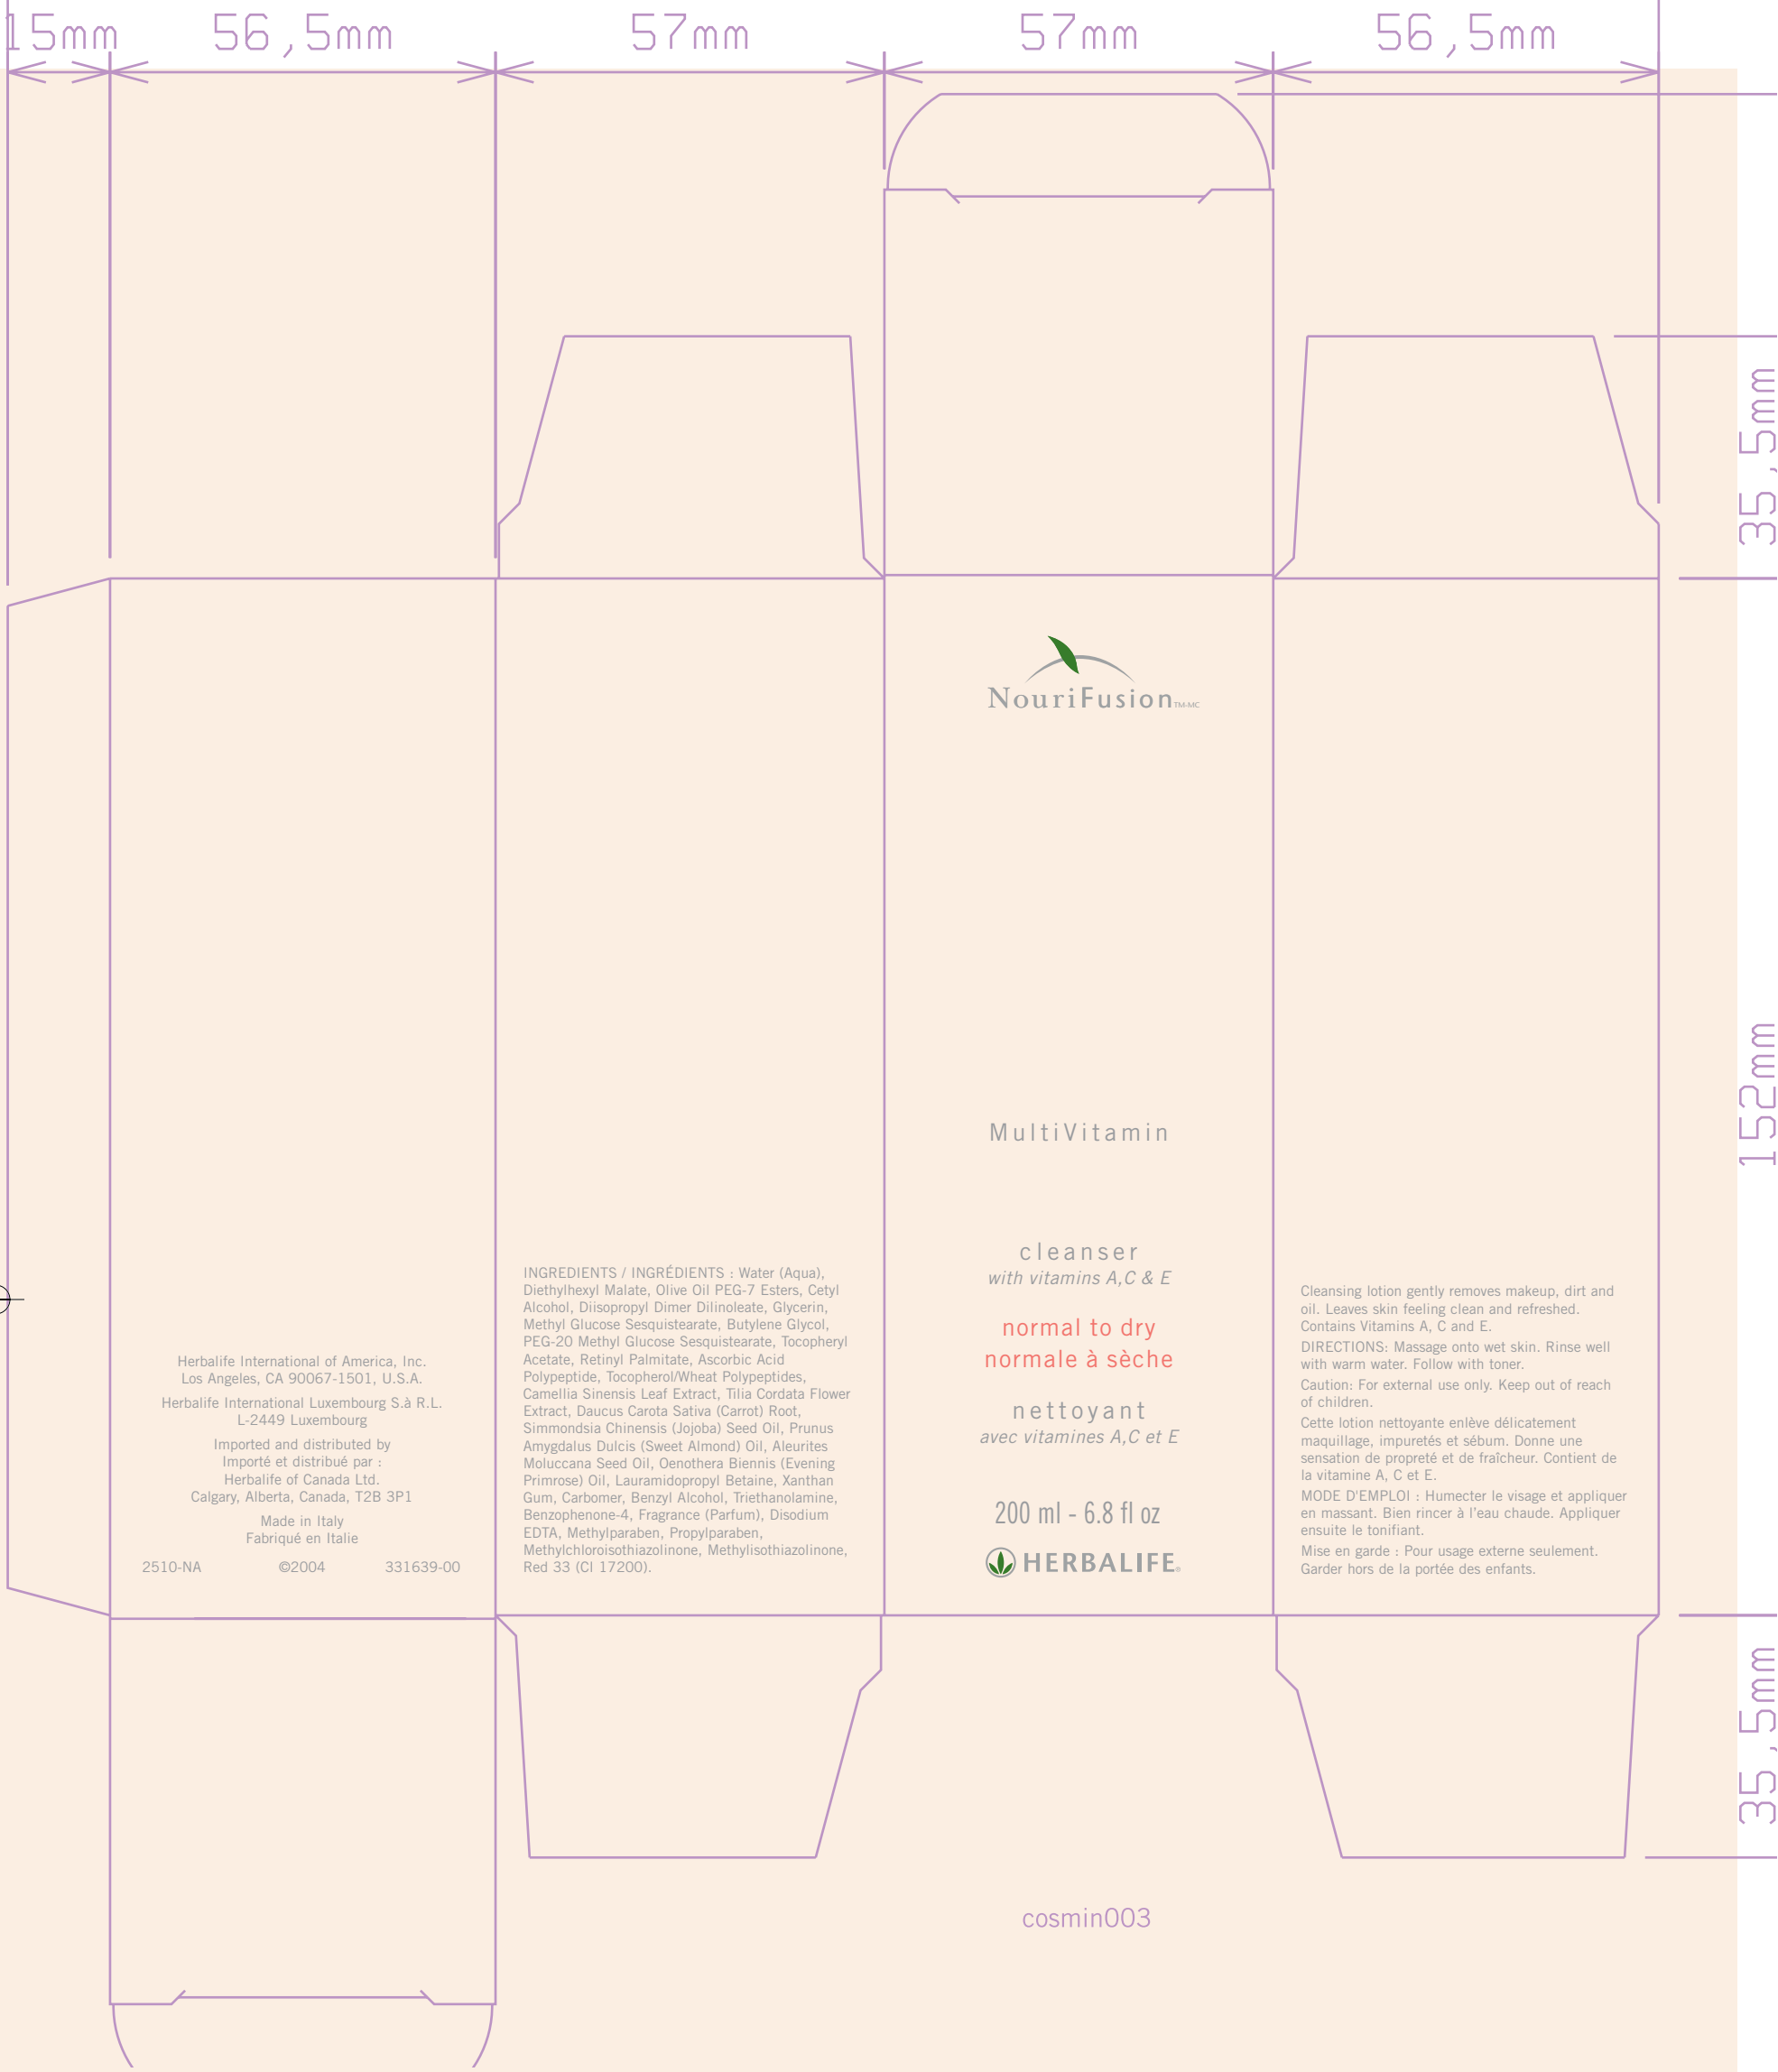 15mm
56,5mm
57mm
57mm
56,5mm
35,5mm
152mm
35,5mm
Herbalife International of America, Inc.
Los Angeles, CA 90067-1501, U.S.A.
Herbalife International Luxembourg S.à R.L.
L-2449 Luxembourg
Imported and distributed by
Importé et distribué par :
Herbalife of Canada Ltd.
Calgary, Alberta, Canada, T2B 3P1
Made in Italy
Fabriqué en Italie
2510-NA ©2004 331639-00
INGREDIENTS / INGRÉDIENTS : Water (Aqua),
Diethylhexyl Malate, Olive Oil PEG-7 Esters, Cetyl
Alcohol, Diisopropyl Dimer Dilinoleate, Glycerin,
Methyl Glucose Sesquistearate, Butylene Glycol,
PEG-20 Methyl Glucose Sesquistearate, Tocopheryl
Acetate, Retinyl Palmitate, Ascorbic Acid
Polypeptide, Tocopherol/Wheat Polypeptides,
Camellia Sinensis Leaf Extract, Tilia Cordata Flower
Extract, Daucus Carota Sativa (Carrot) Root,
Simmondsia Chinensis (Jojoba) Seed Oil, Prunus
Amygdalus Dulcis (Sweet Almond) Oil, Aleurites
Moluccana Seed Oil, Oenothera Biennis (Evening
Primrose) Oil, Lauramidopropyl Betaine, Xanthan
Gum, Carbomer, Benzyl Alcohol, Triethanolamine,
Benzophenone-4, Fragrance (Parfum), Disodium
EDTA, Methylparaben, Propylparaben,
Methylchloroisothiazolinone, Methylisothiazolinone,
Red 33 (CI 17200).
NouriFusion TM-MC
MultiVitamin
cleanser
with vitamins A,C & E
normal to dry
normale à sèche
nettoyant
avec vitamines A,C et E
200 ml - 6.8 fl oz
HERBALIFE®
Cleansing lotion gently removes makeup, dirt and
oil. Leaves skin feeling clean and refreshed.
Contains Vitamins A, C and E.
DIRECTIONS: Massage onto wet skin. Rinse well
with warm water. Follow with toner.
Caution: For external use only. Keep out of reach
of children.
Cette lotion nettoyante enlève délicatement
maquillage, impuretés et sébum. Donne une
sensation de propreté et de fraîcheur. Contient de
la vitamine A, C et E.
MODE D'EMPLOI : Humecter le visage et appliquer
en massant. Bien rincer à l'eau chaude. Appliquer
ensuite le tonifiant.
Mise en garde : Pour usage externe seulement.
Garder hors de la portée des enfants.
cosmin003